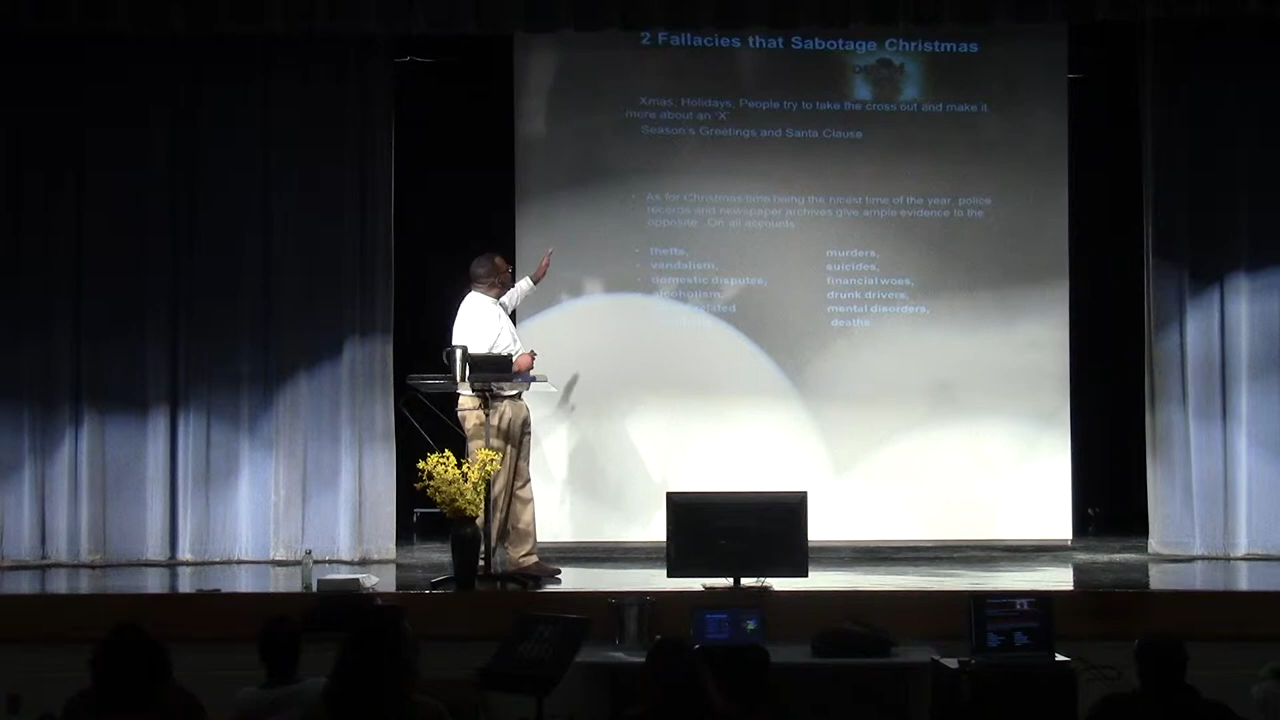 2 Fallacies that Sabotage Christmas
Xmas, Holidays, People try to take the cross out and make it
more about an 'X'
Season's Greetings and Santa Clause
• As for Christmas time being the nicest time of the year, police
records and newspaper archives give ample evidence to the
opposite. On all accounts
• thefts, murders,
• vandalism, suicides,
• domestic disputes, financial woes,
alcoholism, drunk drivers,
related mental disorders,
deaths